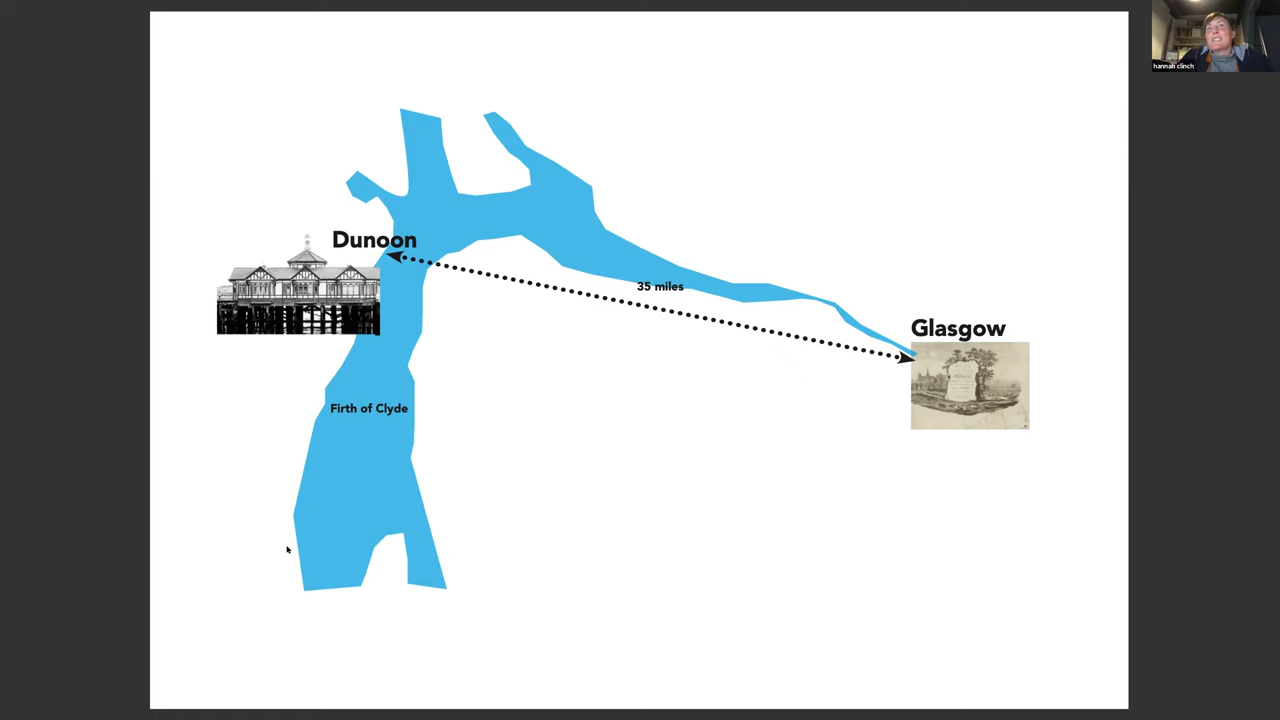 hannah clinch
Dunoon
35 miles
Glasgow
Firth of Clyde